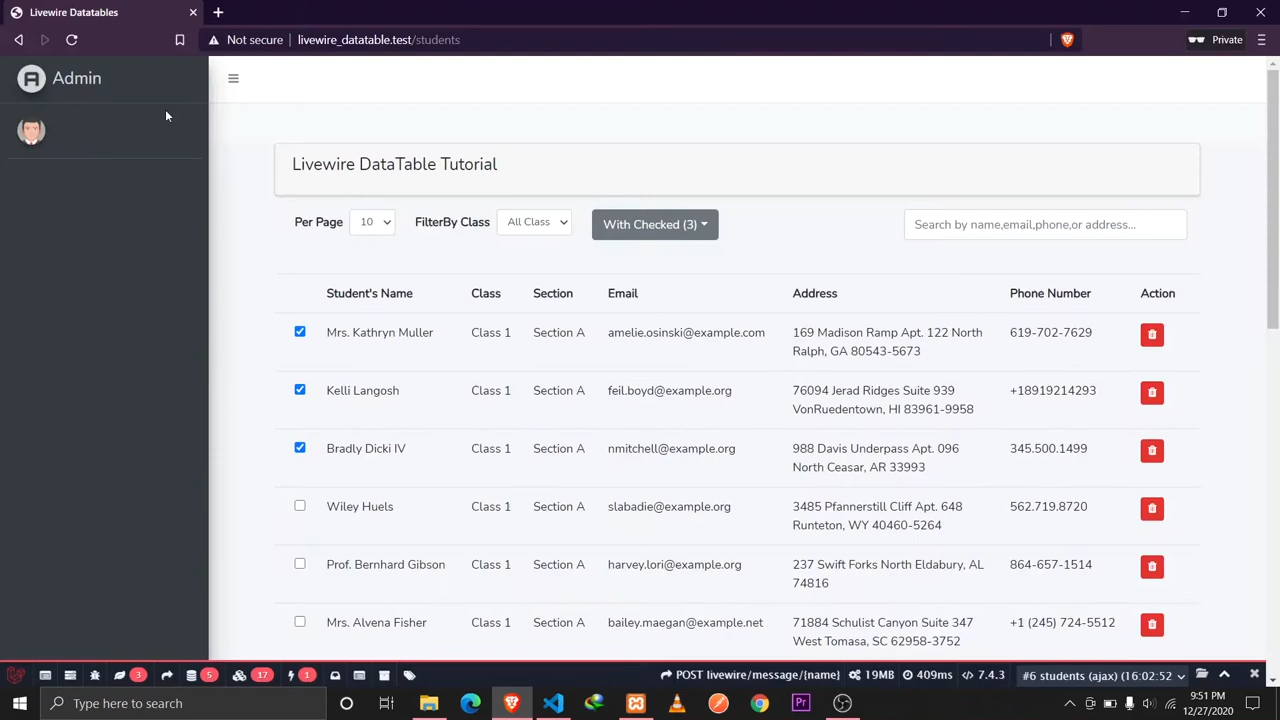 Livewire Datatables
Not secure livewire_datatable.test/students
Private
Admin
Livewire DataTable Tutorial
Per Page 10 FilterBy Class All Class With Checked (3) Search by name,email,phone,or address...
Student's Name Class Section Email Address Phone Number Action
Mrs. Kathryn Muller Class 1 Section A amelie.osinski@example.com 169 Madison Ramp Apt. 122 North 619-702-7629
Ralph, GA 80543-5673
Kelli Langosh Class 1 Section A feil.boyd@example.org 76094 Jerad Ridges Suite 939 +18919214293
VonRuedentown, HI 83961-9958
Bradly Dicki IV Class 1 Section A nmitchell@example.org 988 Davis Underpass Apt. 096 345.500.1499
North Ceasar, AR 33993
Wiley Huels Class 1 Section A slabadie@example.org 3485 Pfannerstill Cliff Apt. 648 562.719.8720
Runteton, WY 40460-5264
Prof. Bernhard Gibson Class 1 Section A harvey.lori@example.org 237 Swift Forks North Eldabury, AL 864-657-1514
74816
Mrs. Alvena Fisher Class 1 Section A bailey.maegan@example.net 71884 Schulist Canyon Suite 347 +1 (245) 724-5512
West Tomasa, SC 62958-3752
3 5 17 1 POST livewire/message/{name} 19MB 409ms 7.4.3 #6 students (ajax) (16:02:52
Type here to search Pr 9:51 PM
12/27/2020